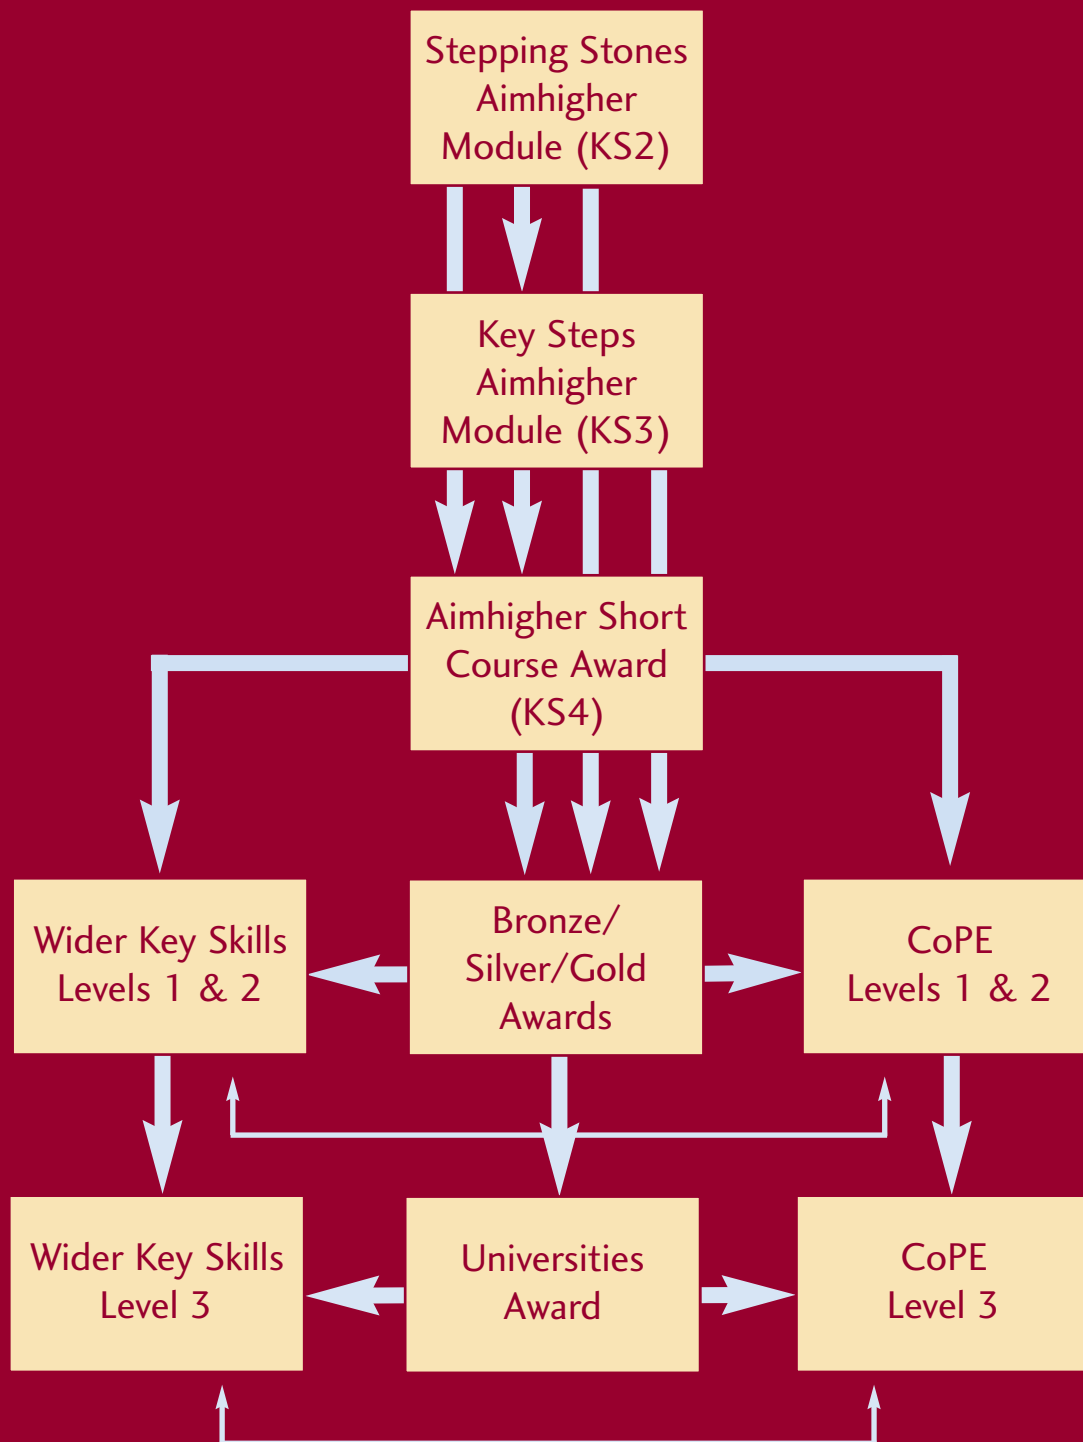 Stepping Stones
Aimhigher
Module (KS2)
Key Steps
Aimhigher
Module (KS3)
Aimhigher Short
Course Award
(KS4)
Wider Key Skills
Levels 1 & 2
Bronze/
Silver/Gold
Awards
CoPE
Levels 1 & 2
Wider Key Skills
Level 3
Universities
Award
CoPE
Level 3